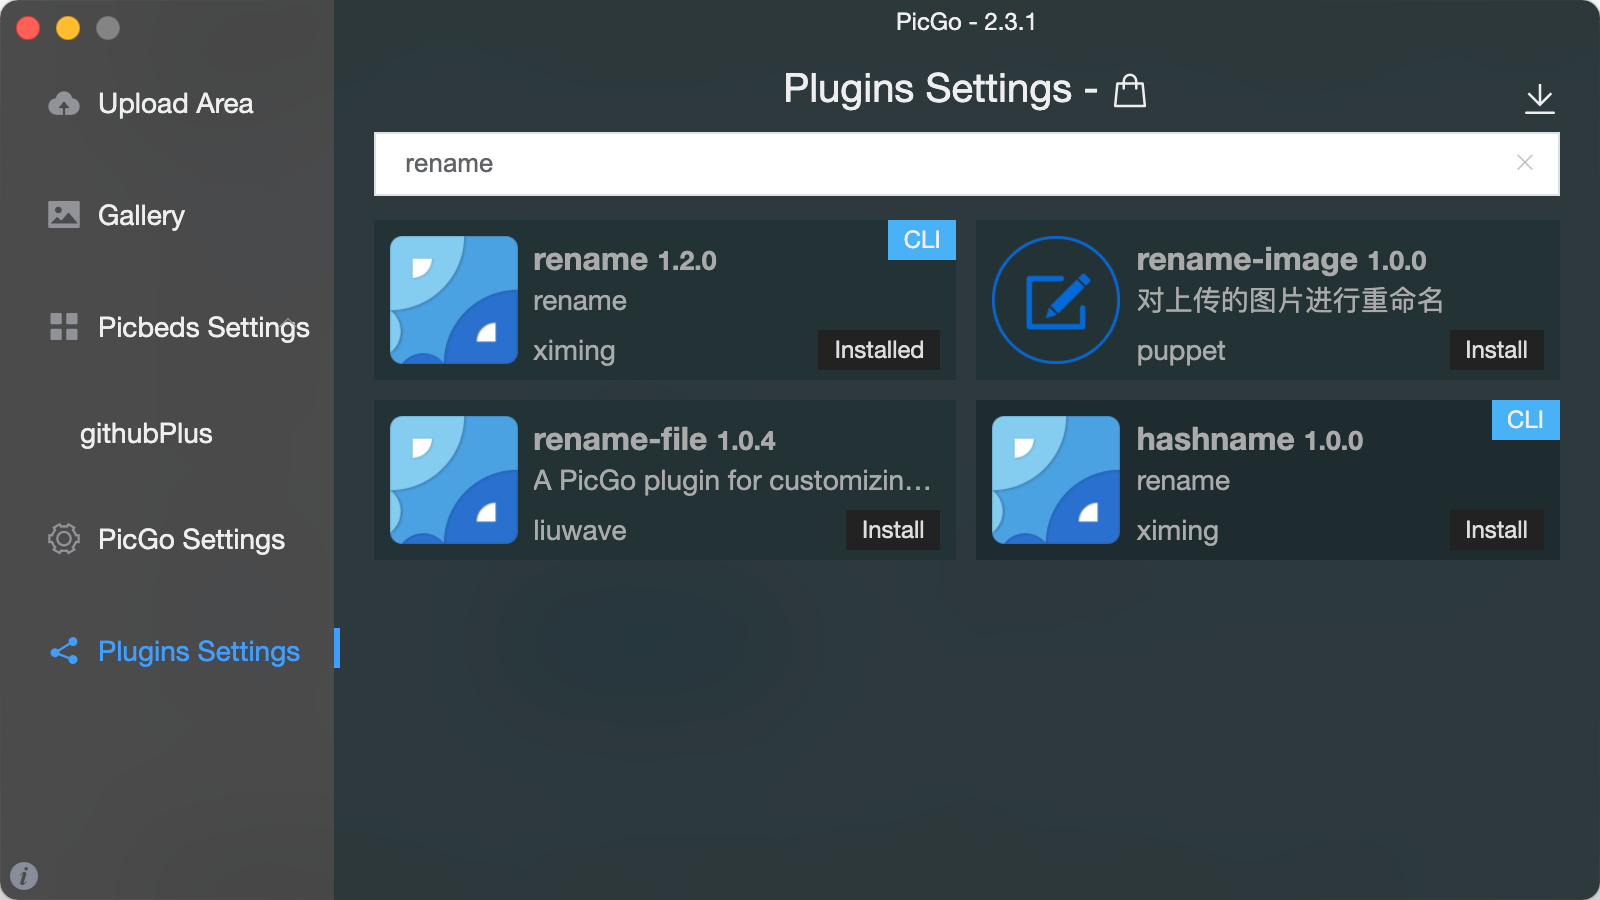 PicGo - 2.3.1
Upload Area
Gallery
Picbeds Settings
githubPlus
PicGo Settings
Plugins Settings
Plugins Settings -
rename
CLI
rename 1.2.0
rename
ximing
Installed
rename-image 1.0.0
对上传的图片进行重命名
puppet
Install
rename-file 1.0.4
A PicGo plugin for customizin...
liuwave
Install
CLI
hashname 1.0.0
rename
ximing
Install
i